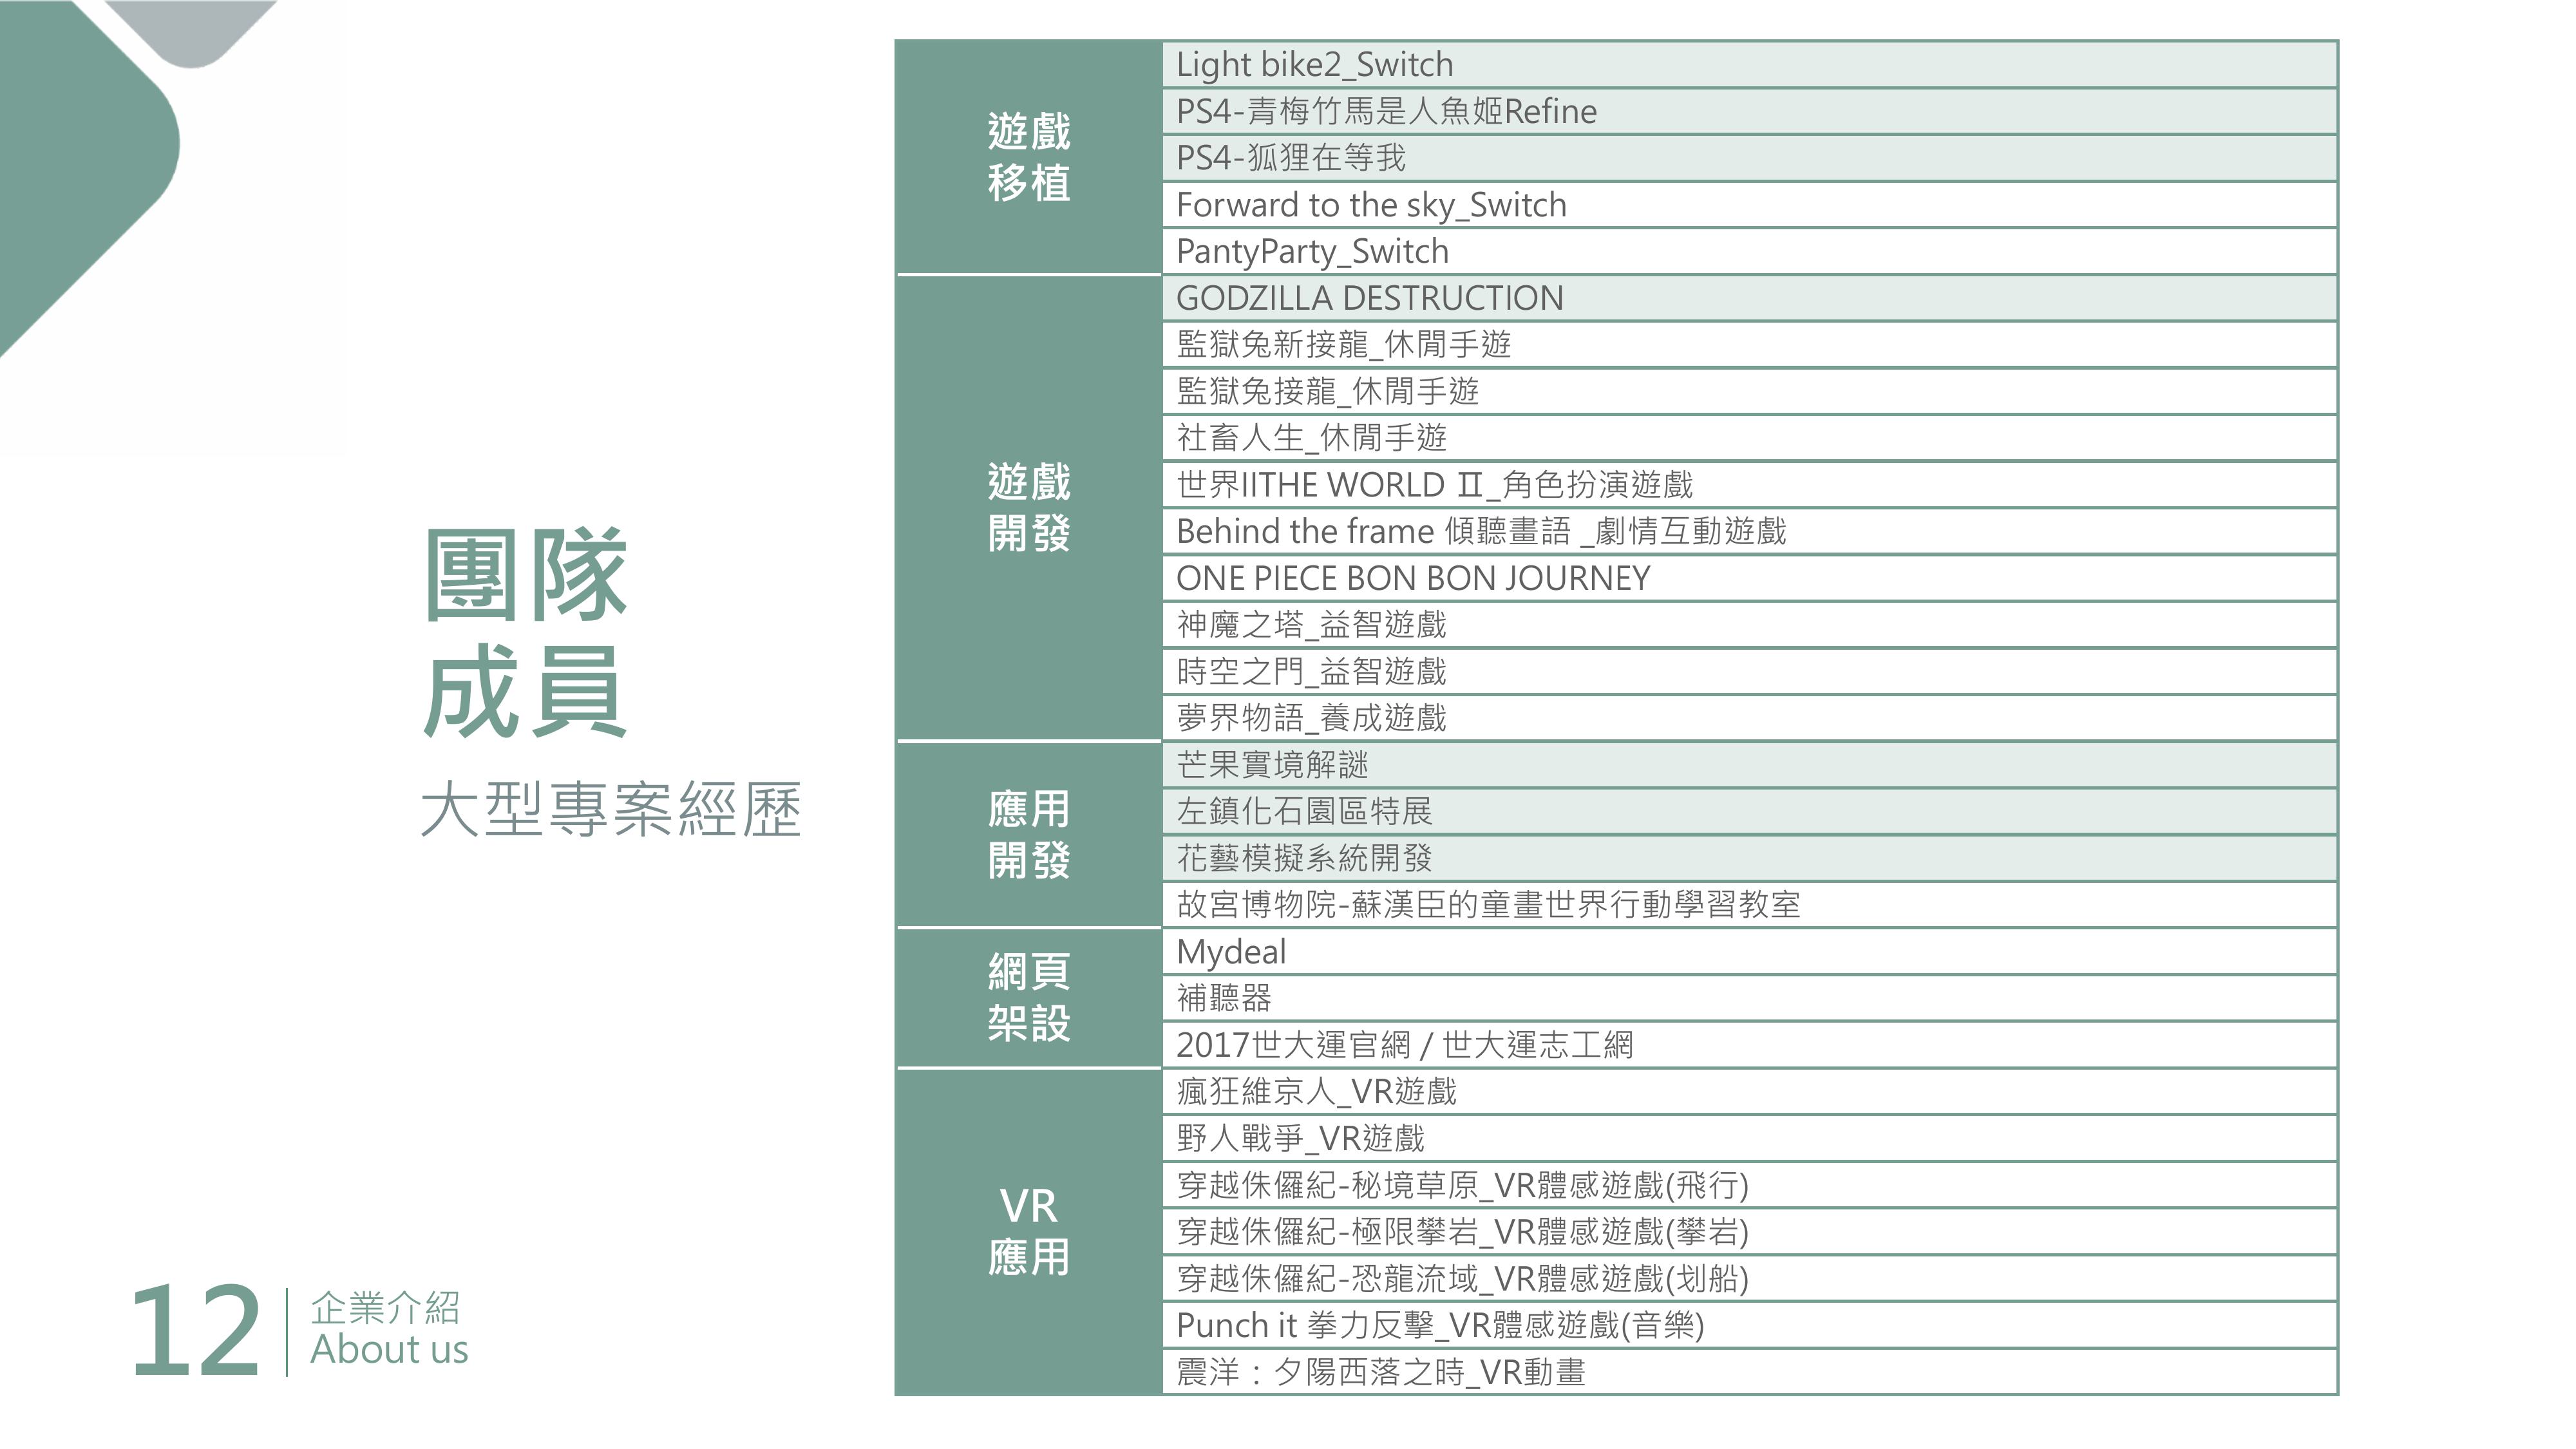 團隊
成員
大型專案經歷
遊戲
移植
Light bike2_Switch
PS4-青梅竹馬是人魚姬Refine
PS4-狐狸在等我
Forward to the sky_Switch
PantyParty_Switch
遊戲
開發
GODZILLA DESTRUCTION
監獄兔新接龍_休閒手遊
監獄兔接龍_休閒手遊
社畜人生_休閒手遊
世界IITHE WORLD Ⅱ_角色扮演遊戲
Behind the frame 傾聽畫語 _劇情互動遊戲
ONE PIECE BON BON JOURNEY
神魔之塔_益智遊戲
時空之門_益智遊戲
夢界物語_養成遊戲
應用
開發
芒果實境解謎
左鎮化石園區特展
花藝模擬系統開發
故宮博物院-蘇漢臣的童畫世界行動學習教室
網頁
架設
Mydeal
補聽器
2017世大運官網 / 世大運志工網
VR
應用
瘋狂維京人_VR遊戲
野人戰爭_VR遊戲
穿越侏儸紀-秘境草原_VR體感遊戲(飛行)
穿越侏儸紀-極限攀岩_VR體感遊戲(攀岩)
穿越侏儸紀-恐龍流域_VR體感遊戲(划船)
Punch it 拳力反擊_VR體感遊戲(音樂)
震洋：夕陽西落之時_VR動畫
12
企業介紹
About us